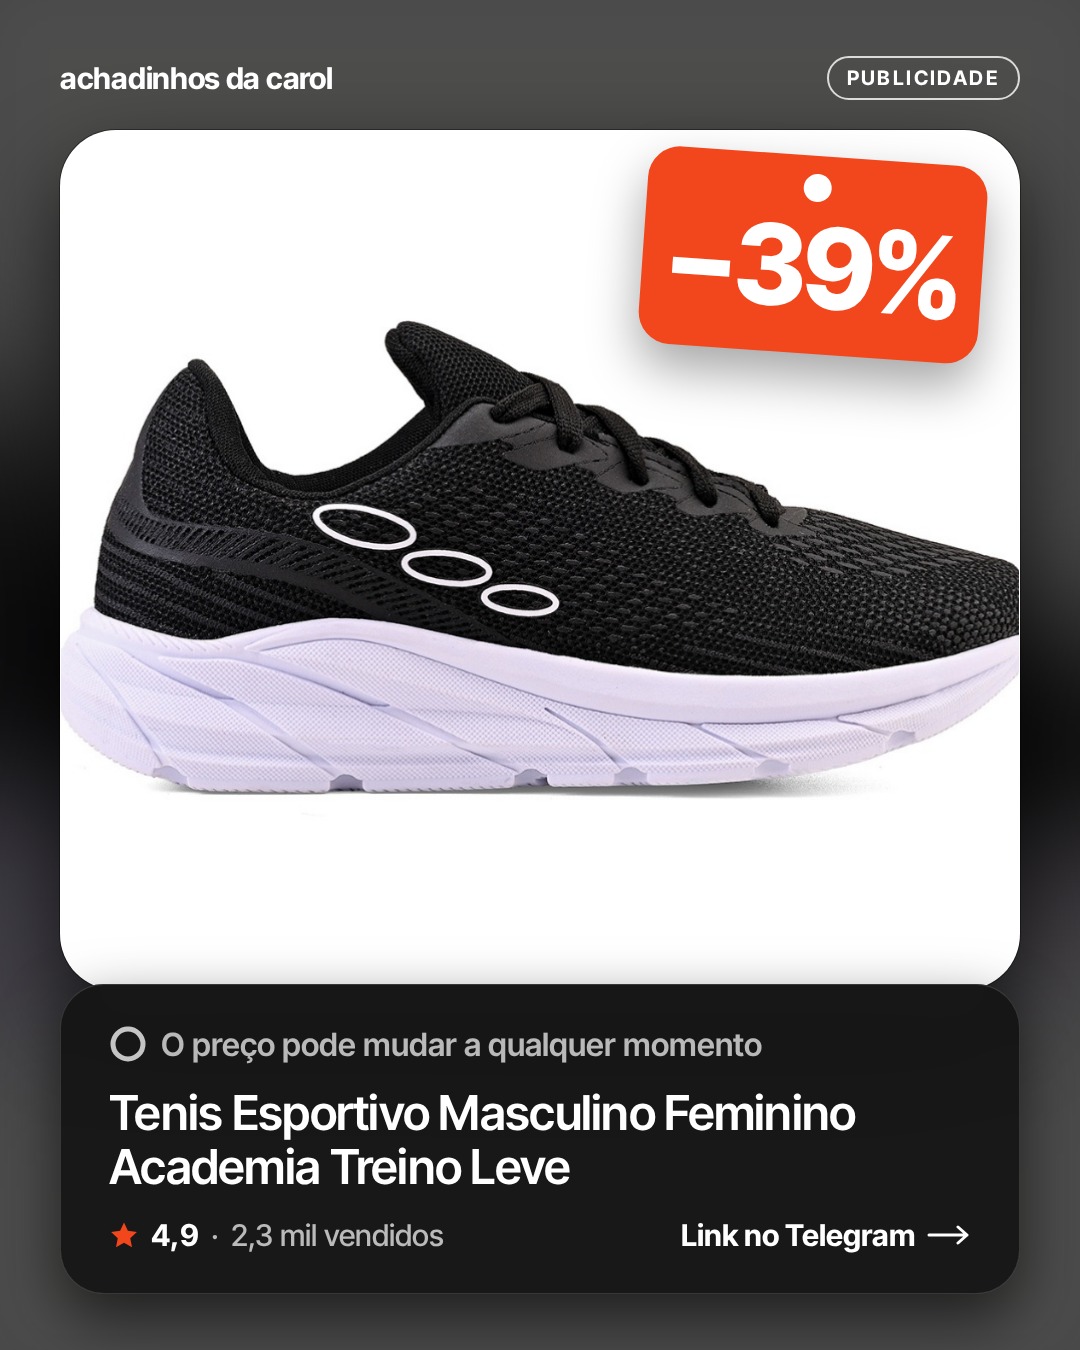 achadinhos da carol
PUBLICIDADE
–39%
O preço pode mudar a qualquer momento
Tenis Esportivo Masculino Feminino
Academia Treino Leve
4,9 · 2,3 mil vendidos
Link no Telegram →